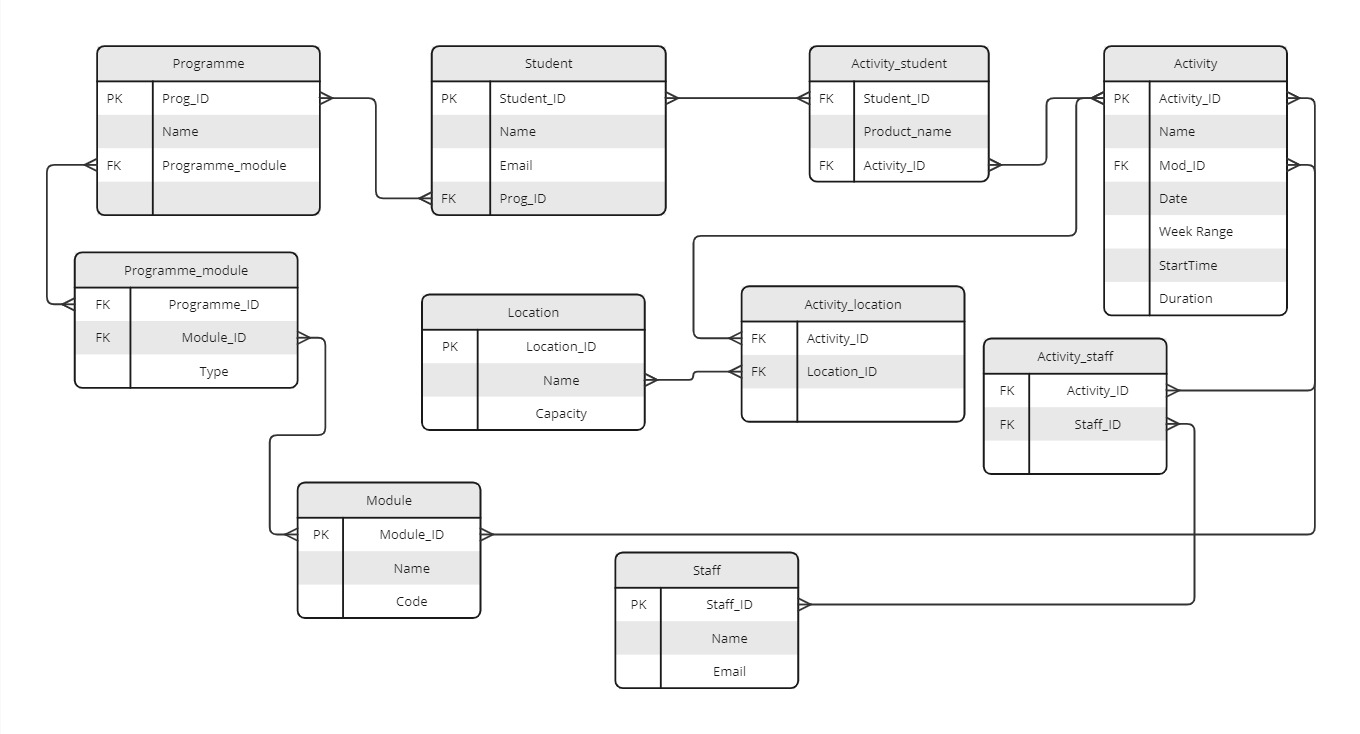 Programme
PK Prog_ID
Name
FK Programme_module
Student
PK Student_ID
Name
Email
FK Prog_ID
Activity_student
FK Student_ID
Product_name
FK Activity_ID
Activity
PK Activity_ID
Name
FK Mod_ID
Date
Week Range
StartTime
Duration
Programme_module
FK Programme_ID
FK Module_ID
Type
Location
PK Location_ID
Name
Capacity
Activity_location
FK Activity_ID
FK Location_ID
Activity_staff
FK Activity_ID
FK Staff_ID
Module
PK Module_ID
Name
Code
Staff
PK Staff_ID
Name
Email